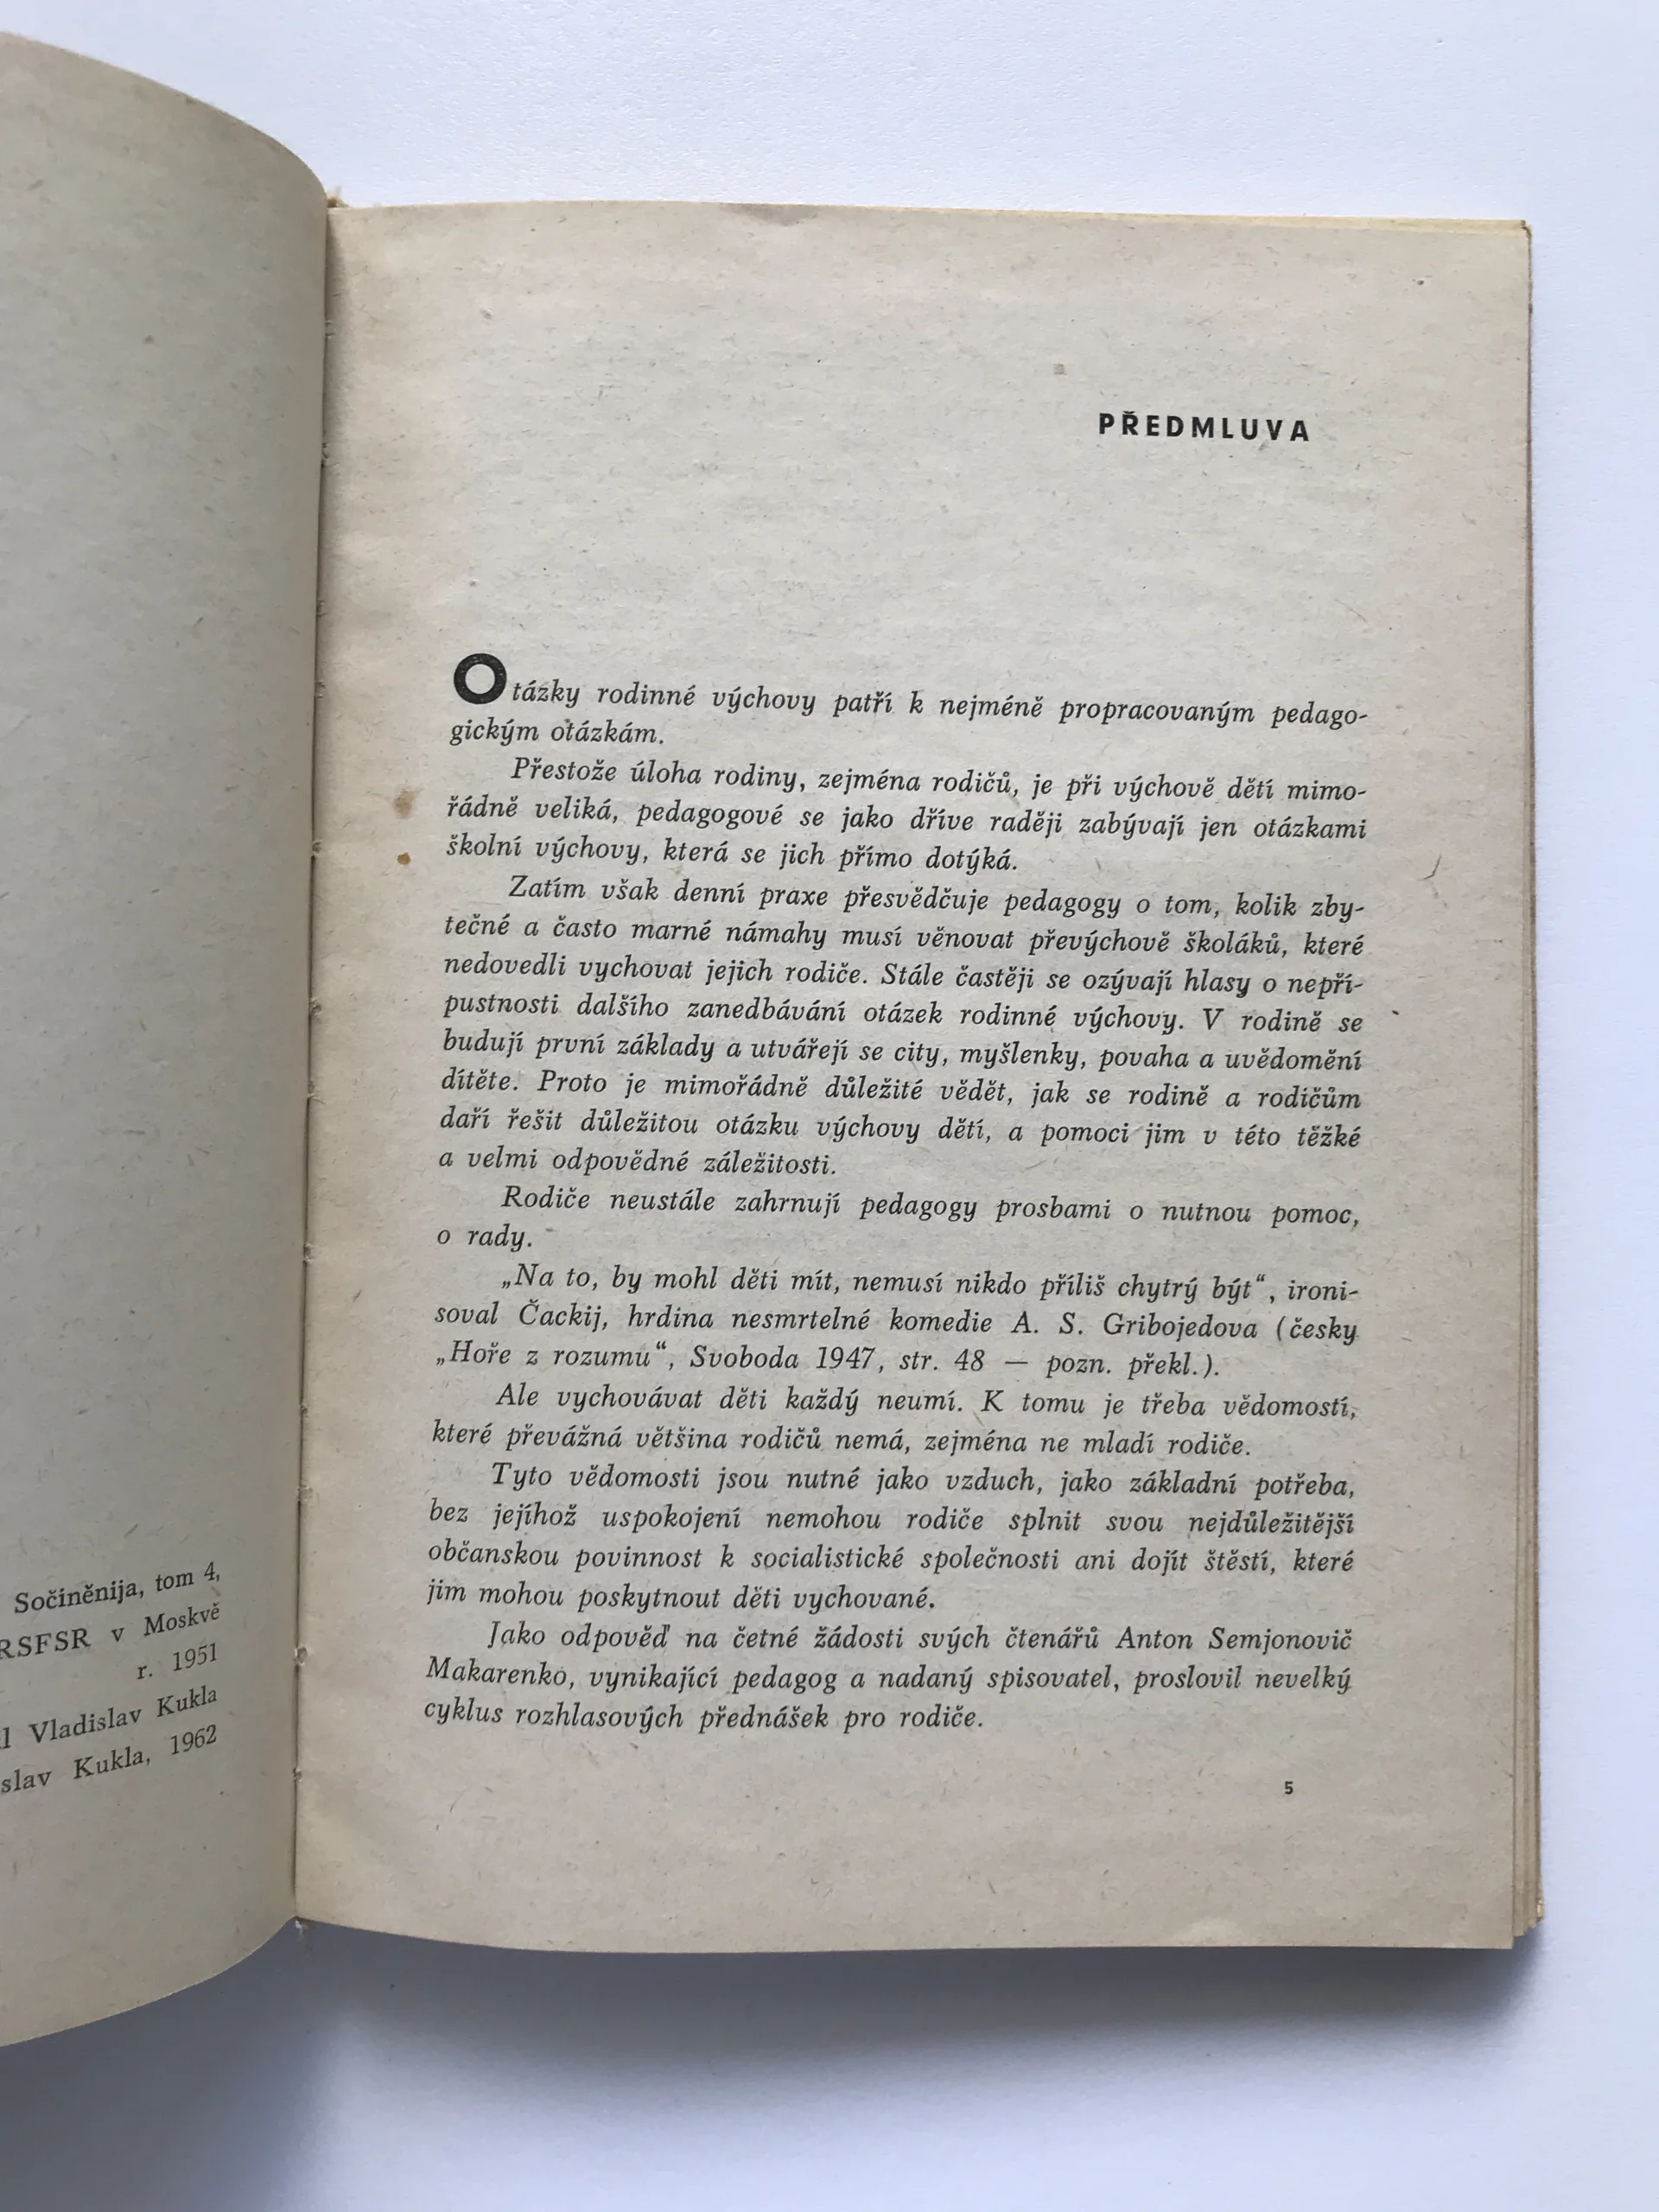 Sočiněnija, tom 4,
RSFSR v Moskvě
r. 1951
Vladislav Kukla
Kukla, 1962
PŘEDMLUVA
Otázky rodinné výchovy patří k nejméně propracovaným pedago-
gickým otázkám.
Přestože úloha rodiny, zejména rodičů, je při výchově dětí mimo-
řádně veliká, pedagogové se jako dříve raději zabývají jen otázkami
školní výchovy, která se jich přímo dotýká.
Zatím však denní praxe přesvědčuje pedagogy o tom, kolik zby-
tečné a často marné námahy musí věnovat převýchově školáků, které
nedovedli vychovat jejich rodiče. Stále častěji se ozývají hlasy o nepří-
pustnosti dalšího zanedbávání otázek rodinné výchovy. V rodině se
budují první základy a utvářejí se city, myšlenky, povaha a uvědomění
dítěte. Proto je mimořádně důležité vědět, jak se rodině a rodičům
daří řešit důležitou otázku výchovy dětí, a pomoci jim v této těžké
a velmi odpovědné záležitosti.
Rodiče neustále zahrnují pedagogy prosbami o nutnou pomoc,
o rady.
„Na to, by mohl děti mít, nemusí nikdo příliš chytrý být“, ironi-
soval Čackij, hrdina nesmrtelné komedie A. S. Gribojedova (česky
„Hoře z rozumu“, Svoboda 1947, str. 48 — pozn. překl.).
Ale vychovávat děti každý neumí. K tomu je třeba vědomostí,
které převážná většina rodičů nemá, zejména ne mladí rodiče.
Tyto vědomosti jsou nutné jako vzduch, jako základní potřeba,
bez jejíhož uspokojení nemohou rodiče splnit svou nejdůležitější
občanskou povinnost k socialistické společnosti ani dojít štěstí, které
jim mohou poskytnout děti vychované.
Jako odpověď na četné žádosti svých čtenářů Anton Semjonovič
Makarenko, vynikající pedagog a nadaný spisovatel, proslovil nevelký
cyklus rozhlasových přednášek pro rodiče.
5